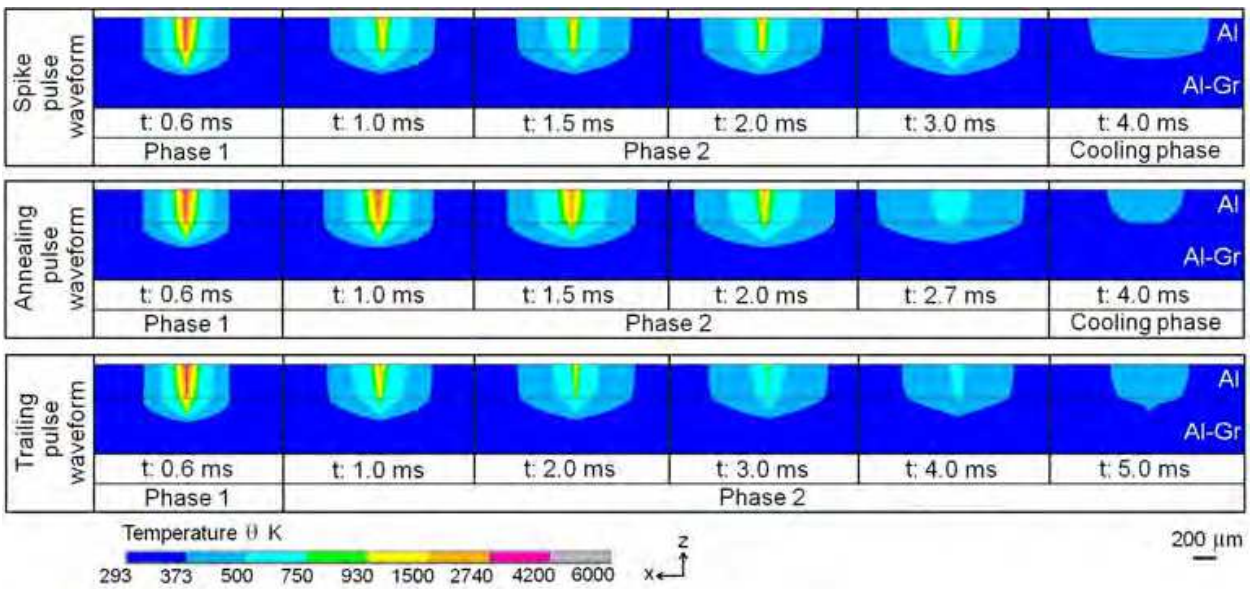 Spike
pulse
waveform
Al
Al-Gr
t: 0.6 ms t: 1.0 ms t: 1.5 ms t: 2.0 ms t: 3.0 ms t: 4.0 ms
Phase 1 Phase 2 Cooling phase
Annealing
pulse
waveform
Al
Al-Gr
t: 0.6 ms t: 1.0 ms t: 1.5 ms t: 2.0 ms t: 2.7 ms t: 4.0 ms
Phase 1 Phase 2 Cooling phase
Trailing
pulse
waveform
Al
Al-Gr
t: 0.6 ms t: 1.0 ms t: 2.0 ms t: 3.0 ms t: 4.0 ms t: 5.0 ms
Phase 1 Phase 2
Temperature θ K
293 373 500 750 930 1500 2740 4200 6000
z
x
200 μm